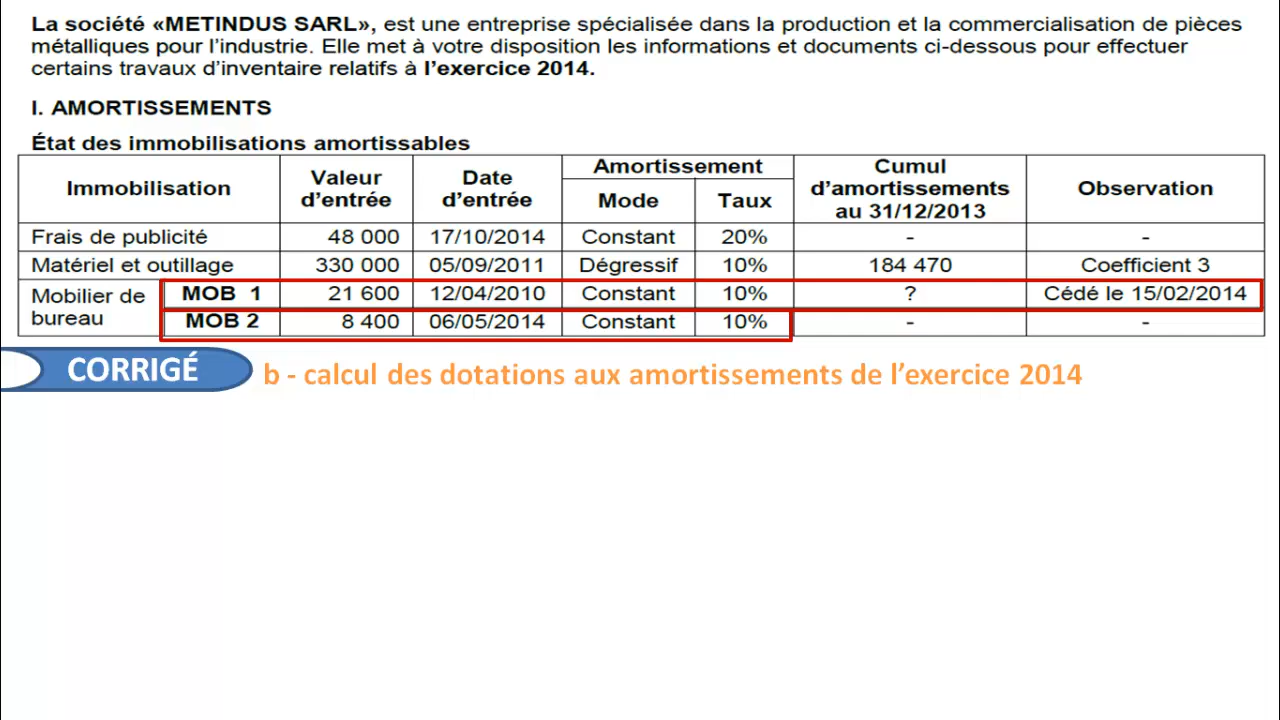 La société «METINDUS SARL», est une entreprise spécialisée dans la production et la commercialisation de pièces
métalliques pour l'industrie. Elle met à votre disposition les informations et documents ci-dessous pour effectuer
certains travaux d'inventaire relatifs à l'exercice 2014.
I. AMORTISSEMENTS
État des immobilisations amortissables
Immobilisation Valeur d'entrée Date d'entrée Amortissement Mode Taux Cumul d'amortissements au 31/12/2013 Observation
Frais de publicité 48 000 17/10/2014 Constant 20% - -
Matériel et outillage 330 000 05/09/2011 Dégressif 10% 184 470 Coefficient 3
Mobilier de bureau MOB 1 21 600 12/04/2010 Constant 10% ? Cédé le 15/02/2014
MOB 2 8 400 06/05/2014 Constant 10% - -
CORRIGÉ b - calcul des dotations aux amortissements de l'exercice 2014